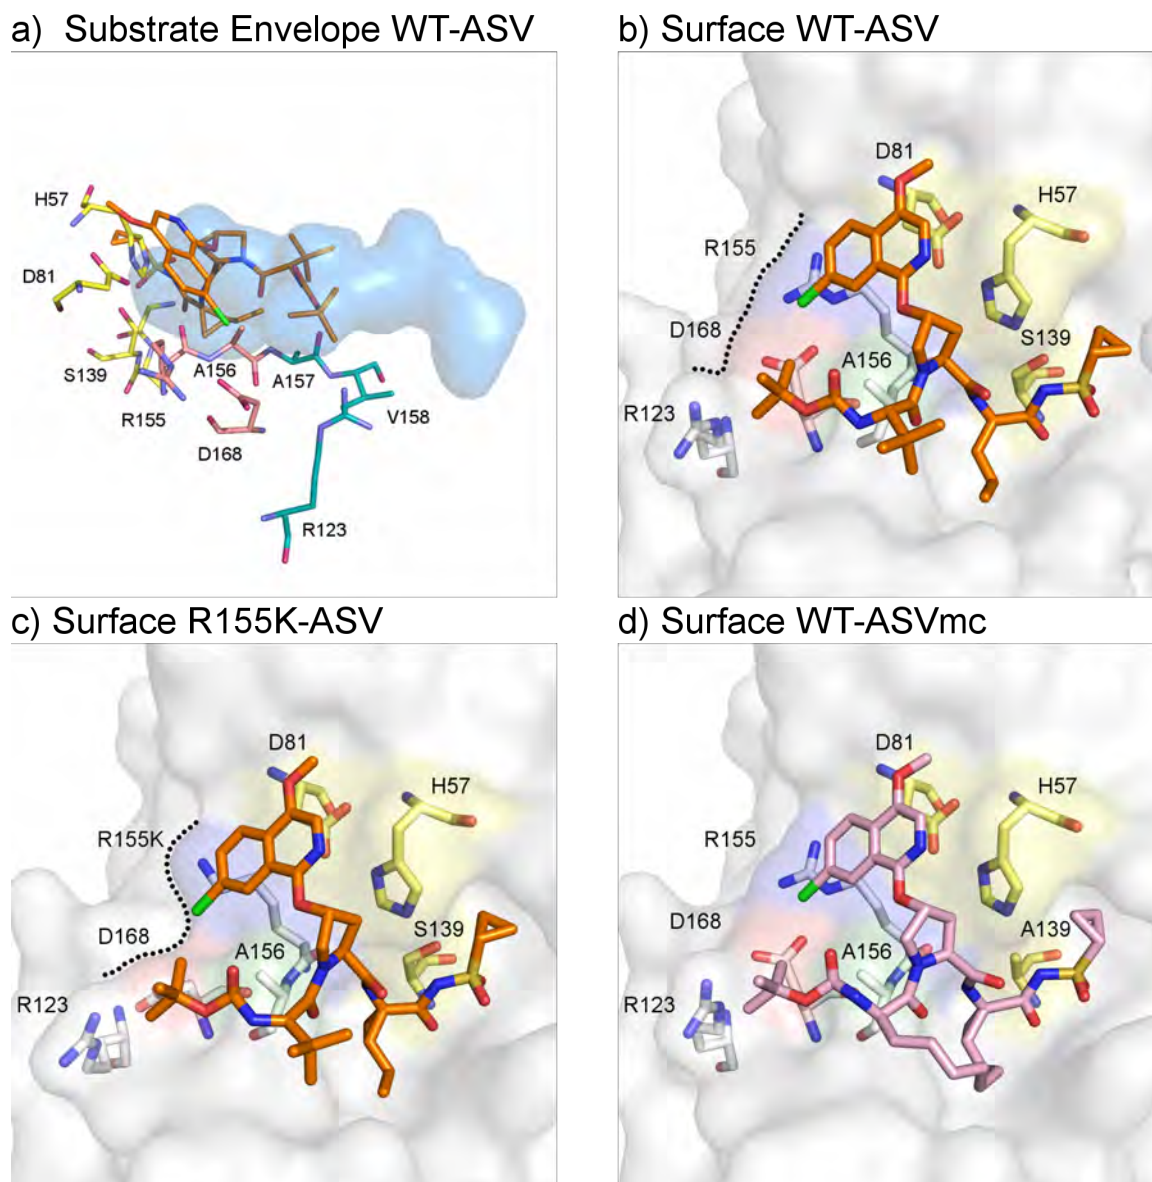 a) Substrate Envelope WT-ASV
H57
D81
S139
R155
A156
D168
A157
V158
R123
b) Surface WT-ASV
D81
H57
R155
D168
A156
S139
R123
c) Surface R155K-ASV
D81
H57
R155K
D168
A156
S139
R123
d) Surface WT-ASVmc
D81
H57
R155
D168
A156
A139
R123